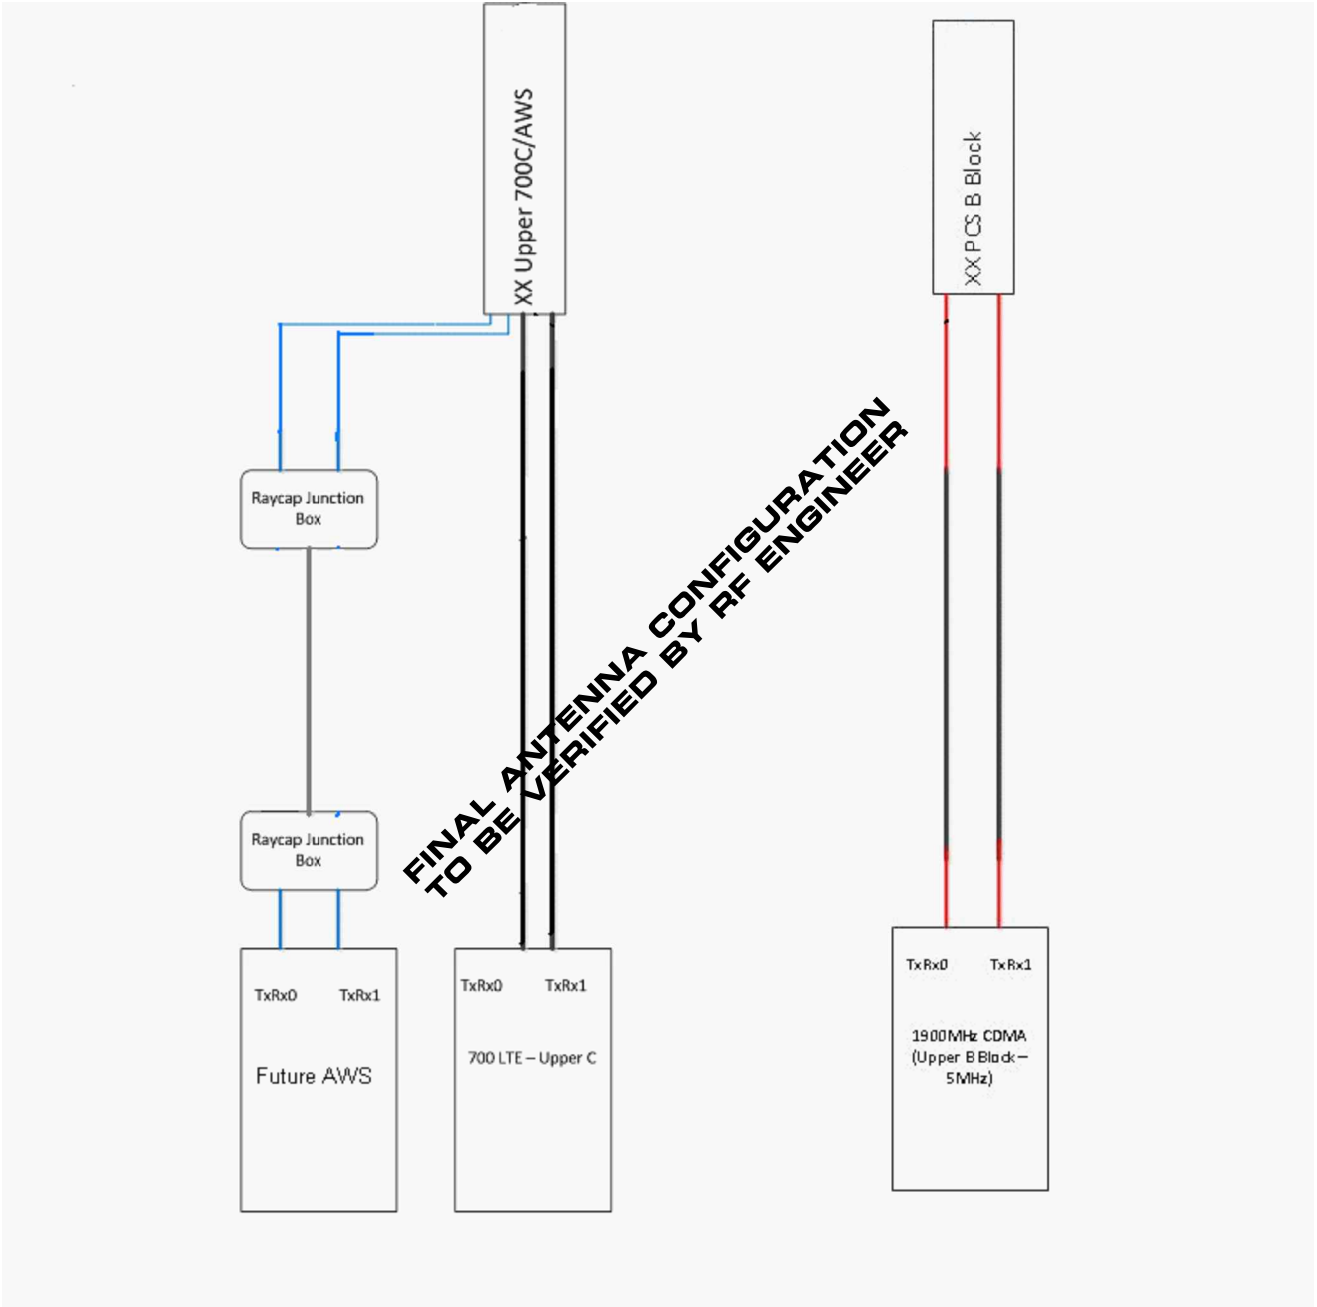 XX Upper 700C/AWS
XX PCS B Block
Raycap Junction
Box
FINAL ANTENNA CONFIGURATION
TO BE VERIFIED BY RF ENGINEER
Raycap Junction
Box
TxRx0 TxRx1
Future AWS
TxRx0 TxRx1
700 LTE – Upper C
TxRx0 TxRx1
1900MHz CDMA
(Upper B Block –
5MHz)